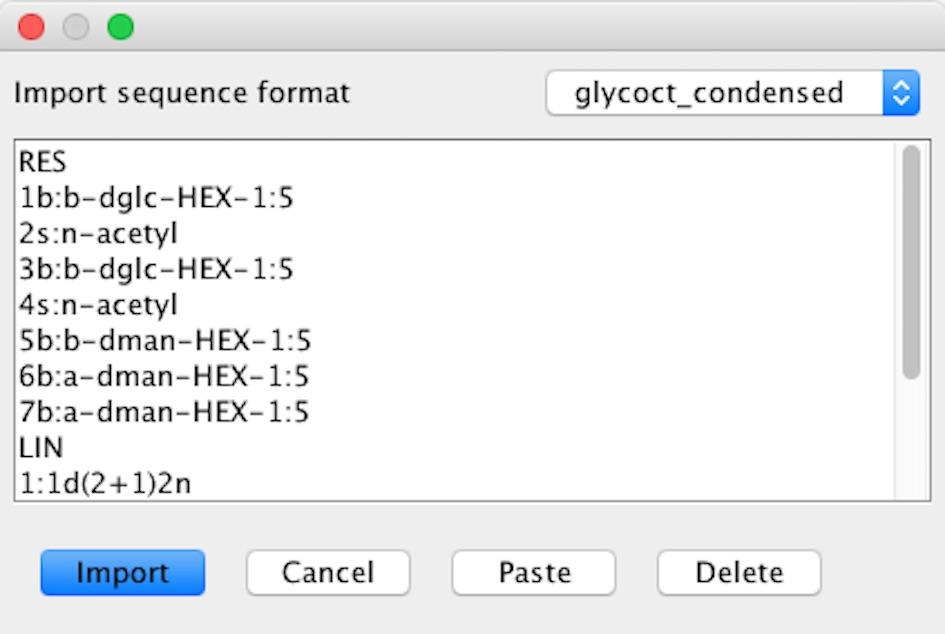 Import sequence format
glycoct_condensed
RES
1b:b-dglc-HEX-1:5
2s:n-acetyl
3b:b-dglc-HEX-1:5
4s:n-acetyl
5b:b-dman-HEX-1:5
6b:a-dman-HEX-1:5
7b:a-dman-HEX-1:5
LIN
1:1d(2+1)2n
Import
Cancel
Paste
Delete